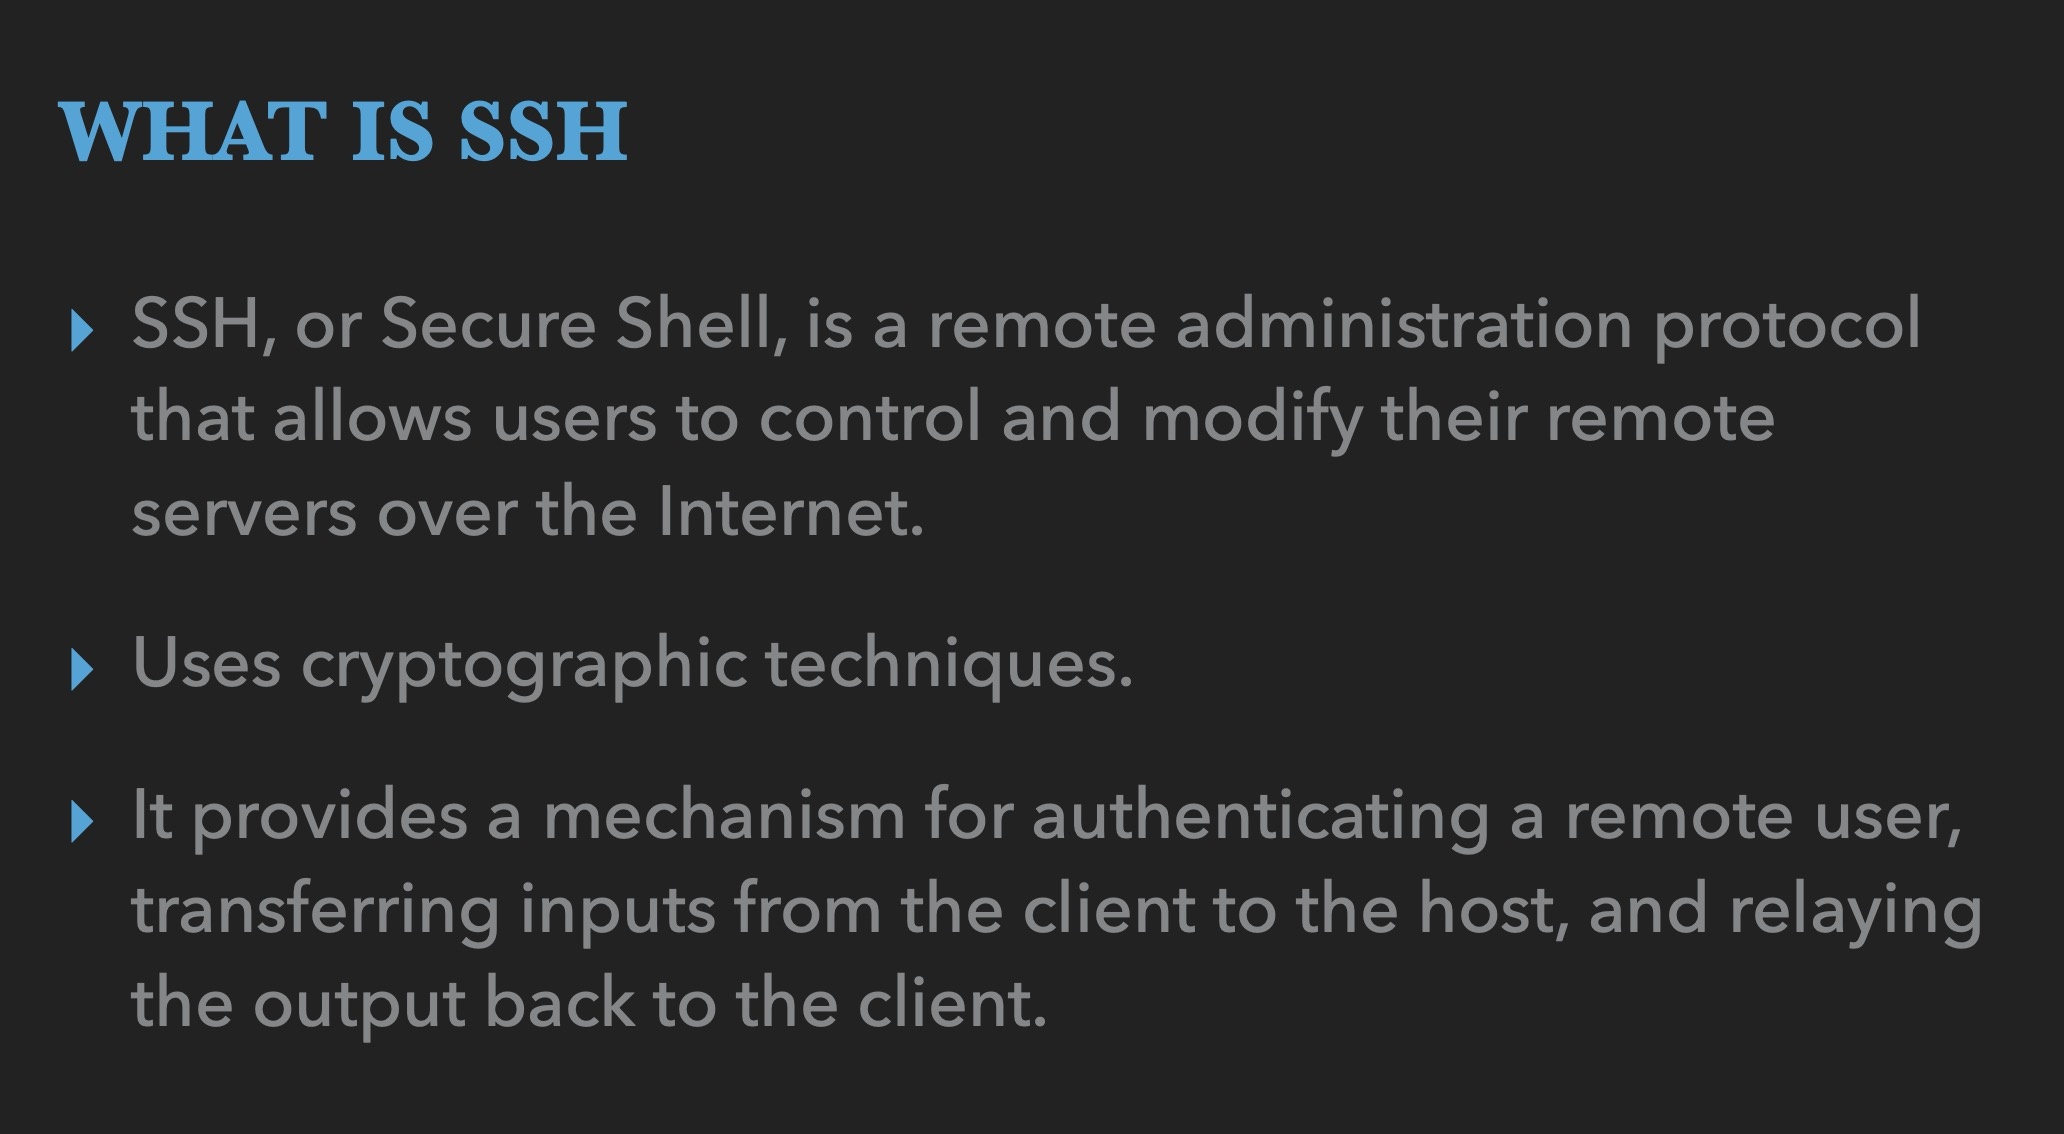 WHAT IS SSH
SSH, or Secure Shell, is a remote administration protocol
that allows users to control and modify their remote
servers over the Internet.
Uses cryptographic techniques.
It provides a mechanism for authenticating a remote user,
transferring inputs from the client to the host, and relaying
the output back to the client.